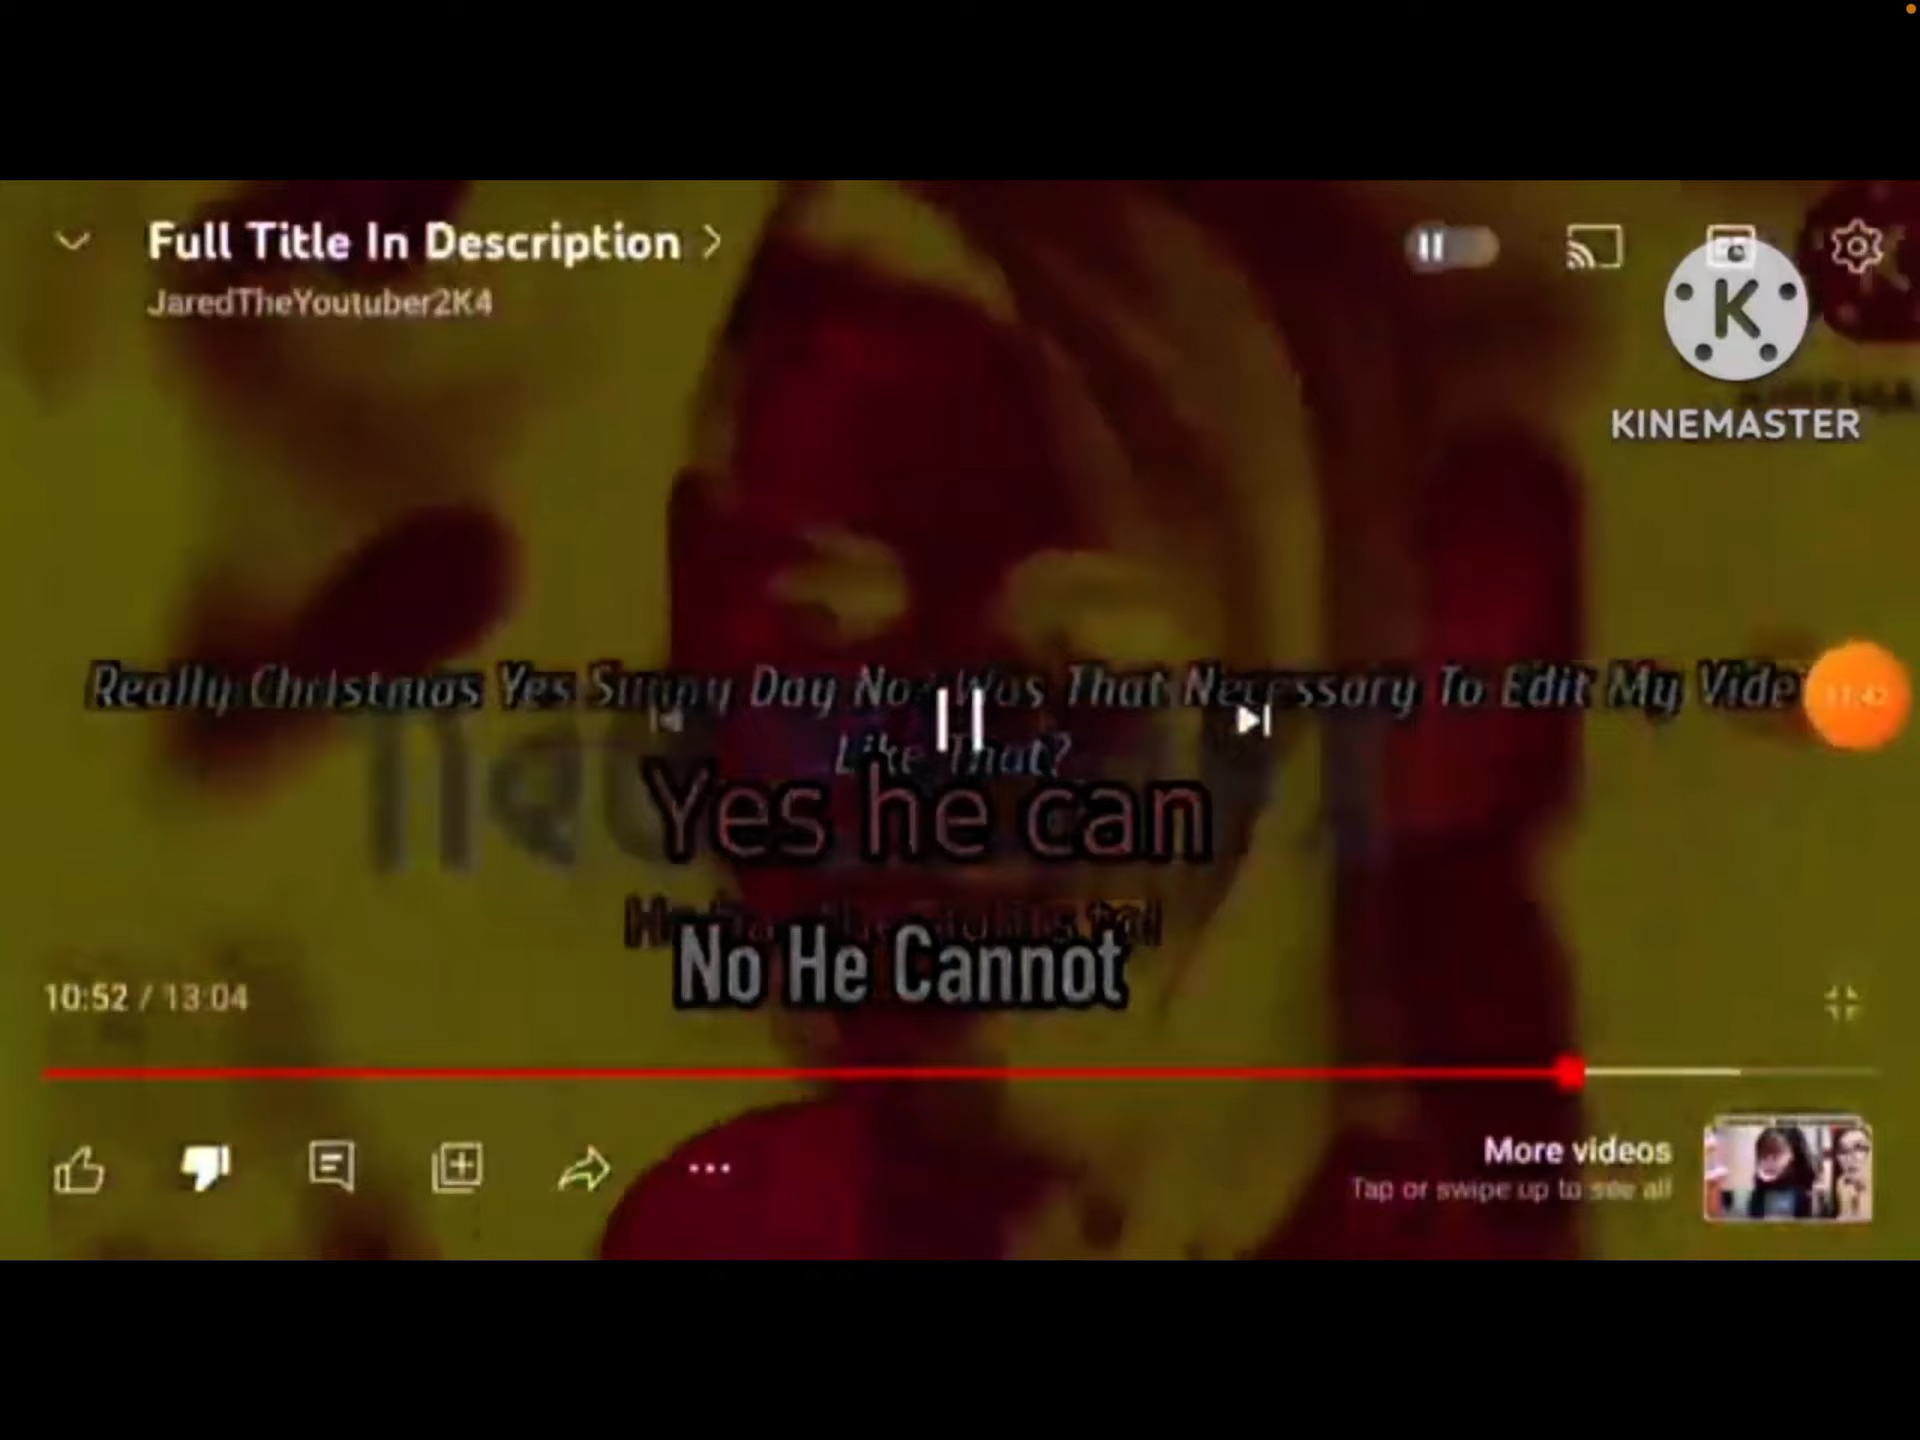 Full Title In Description
JaredTheYoutuber2K4
K
KINEMASTER
Really Christmas Yes Sunny Day No? Was That Necessary To Edit My Vide
Like That?
Yes he can
No He Cannot
10:52 / 13:04
More videos
Tap or swipe up to see all